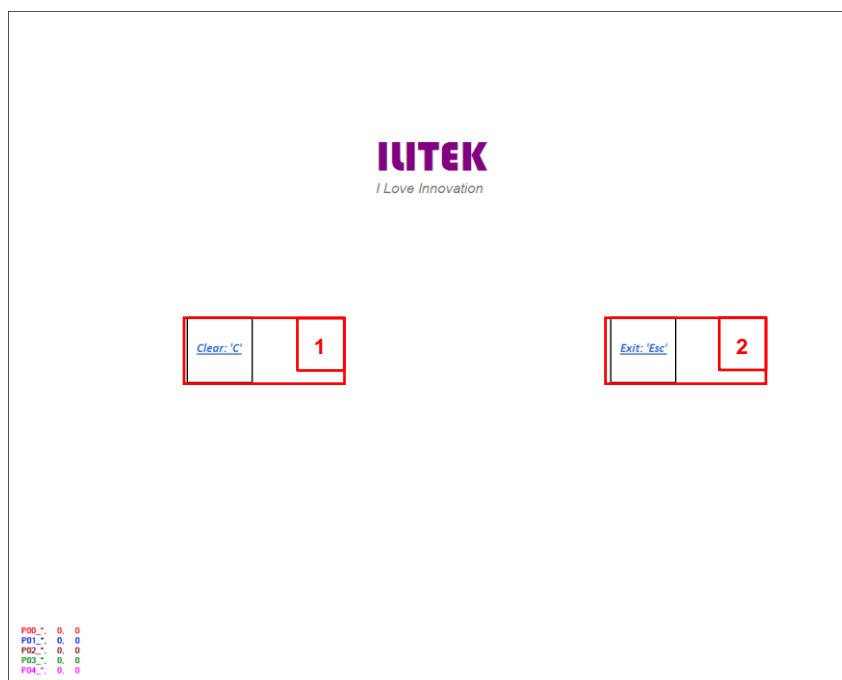 ILITEK
I Love Innovation
Clear: 'C'
1
Exit: 'Esc'
2
P00_*. 0, 0
P01_*. 0, 0
P02_*. 0, 0
P03_*. 0, 0
P04_*. 0, 0